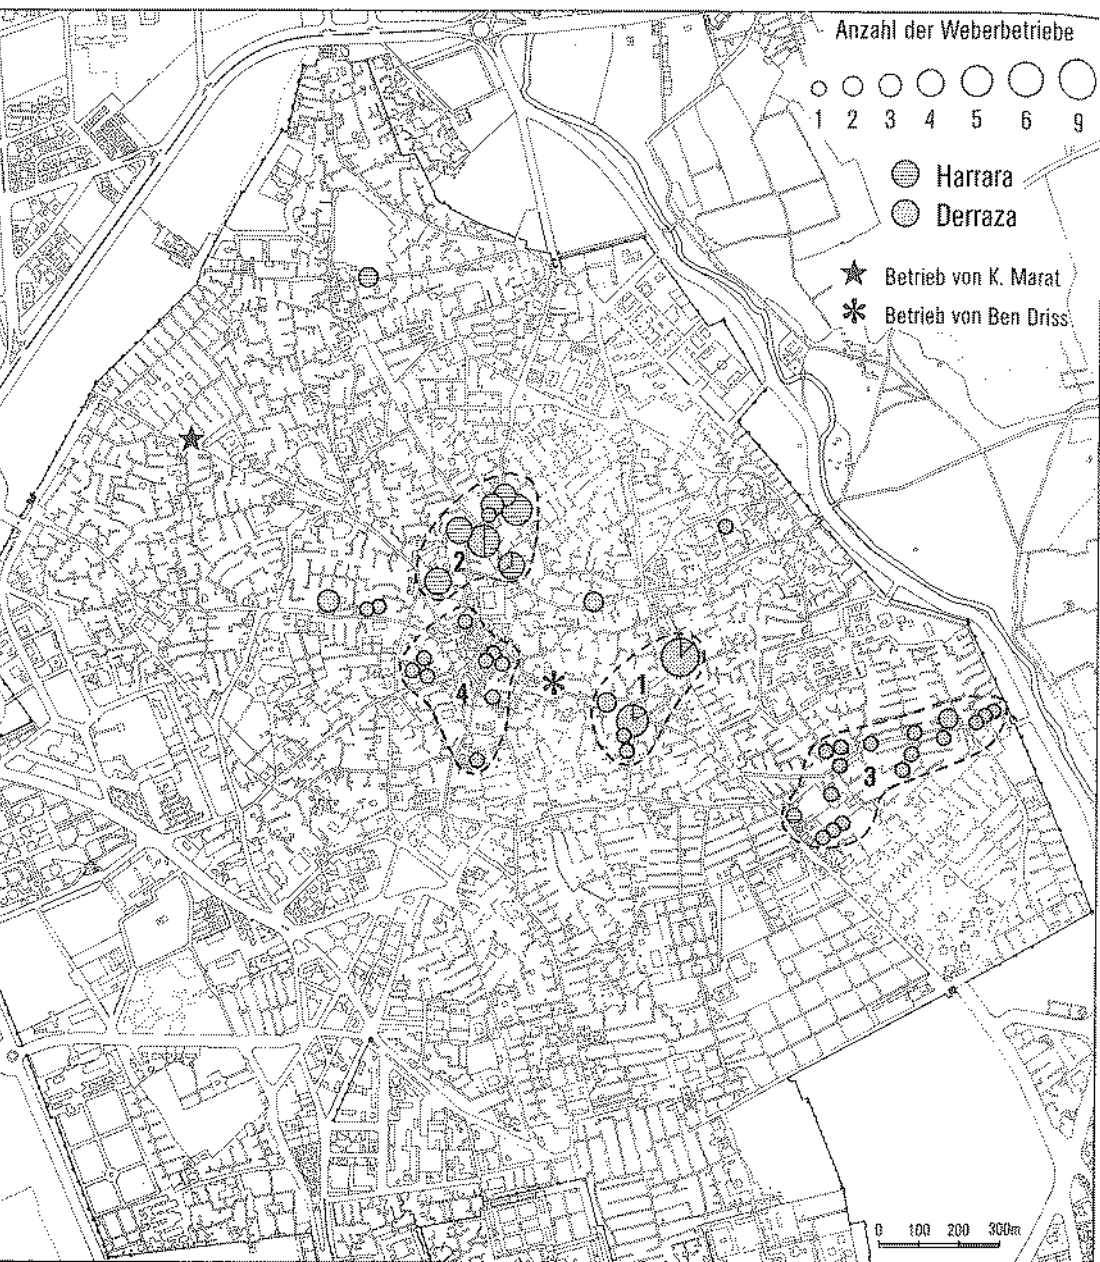 Anzahl der Weberbetriebe
1 2 3 4 5 6 9
Harrara
Derraza
Betrieb von K. Marat
Betrieb von Ben Driss
2
1
4
3
0 100 200 300m